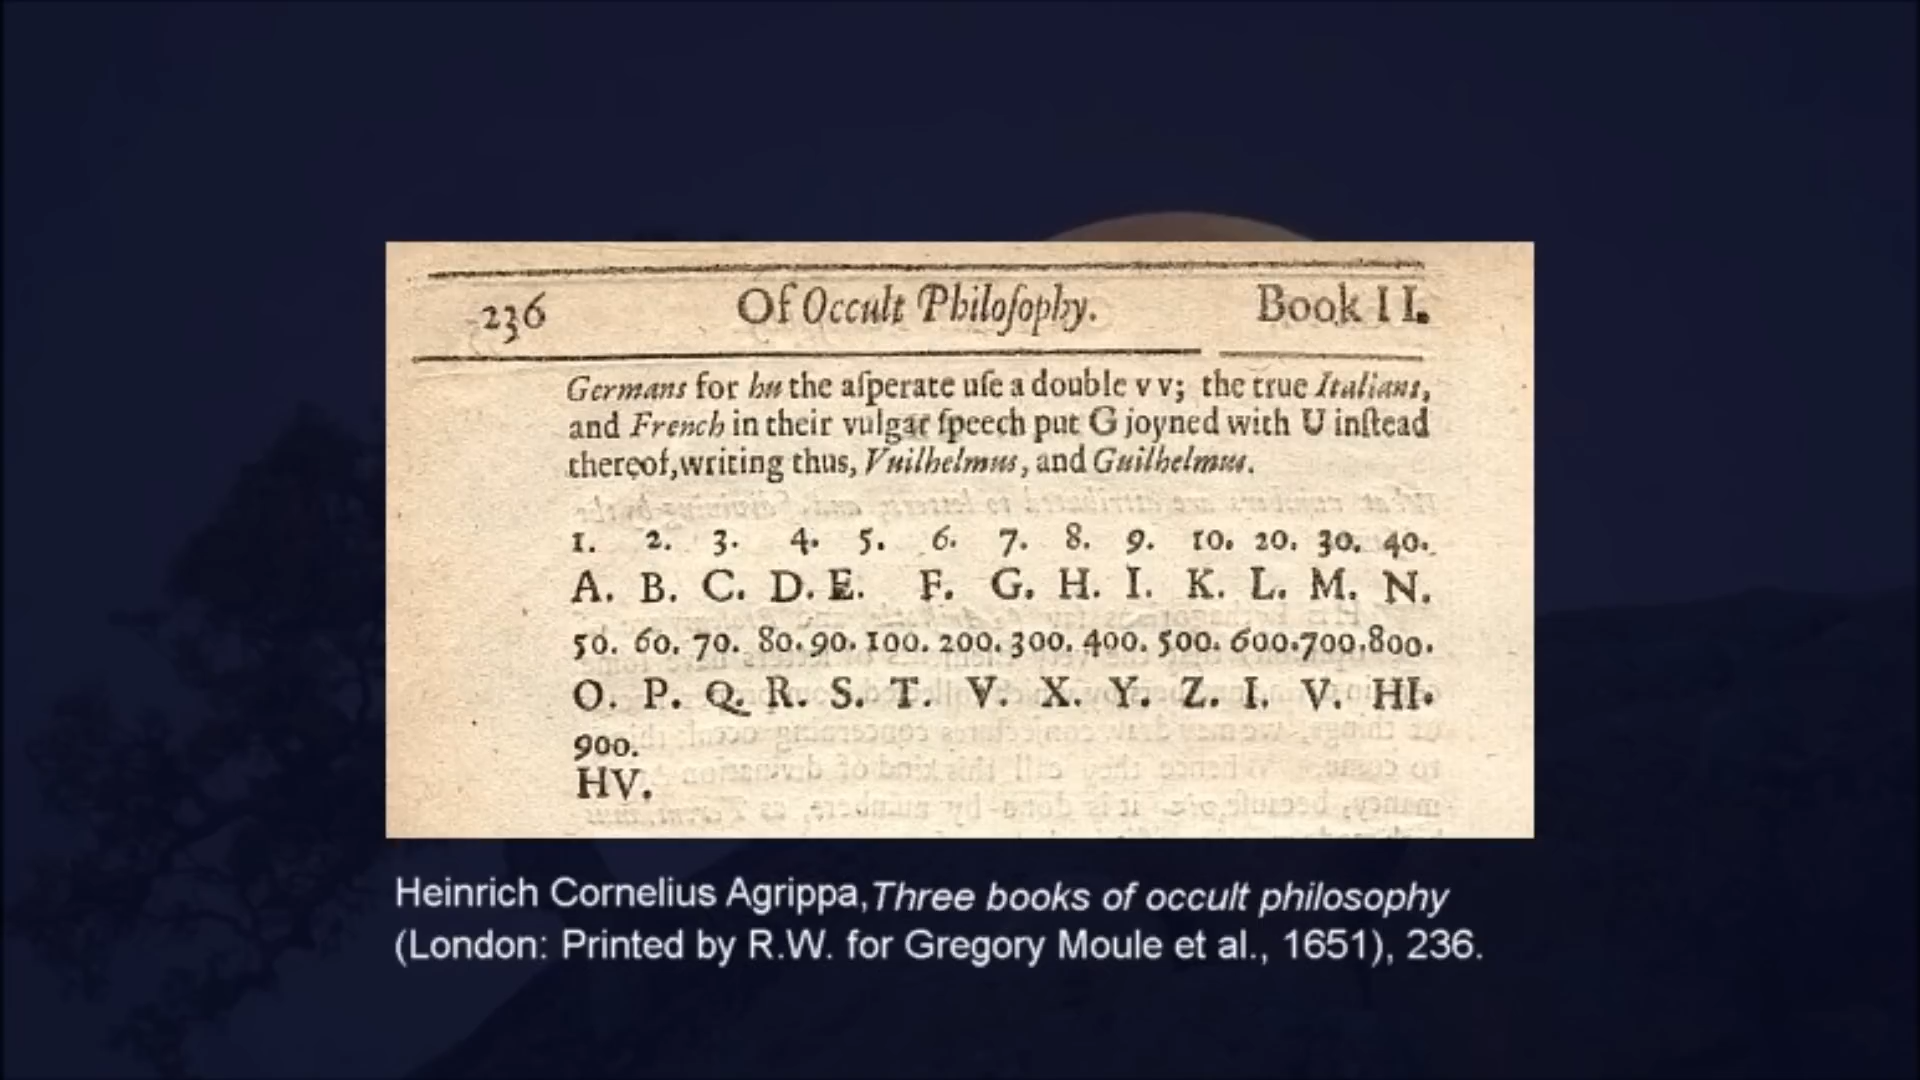 236 Of Occult Philoſophy. Book II.
Germans for hu the aſperate uſe a double v v; the true Italians,
and French in their vulgar ſpeech put G joyned with U inſtead
thereof, writing thus, Vuilhelmus, and Guilhelmus.
1. 2. 3. 4. 5. 6. 7. 8. 9. 10. 20. 30. 40.
A. B. C. D. E. F. G. H. I. K. L. M. N.
50. 60. 70. 80. 90. 100. 200. 300. 400. 500. 600. 700. 800.
O. P. Q. R. S. T. V. X. Y. Z. I. V. HI.
900.
HV.
Heinrich Cornelius Agrippa, Three books of occult philosophy
(London: Printed by R.W. for Gregory Moule et al., 1651), 236.